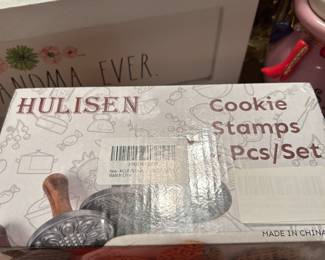 ANDMA EVER.
HULISEN
Cookie
Stamps
Pcs/Set
MADE IN CHINA